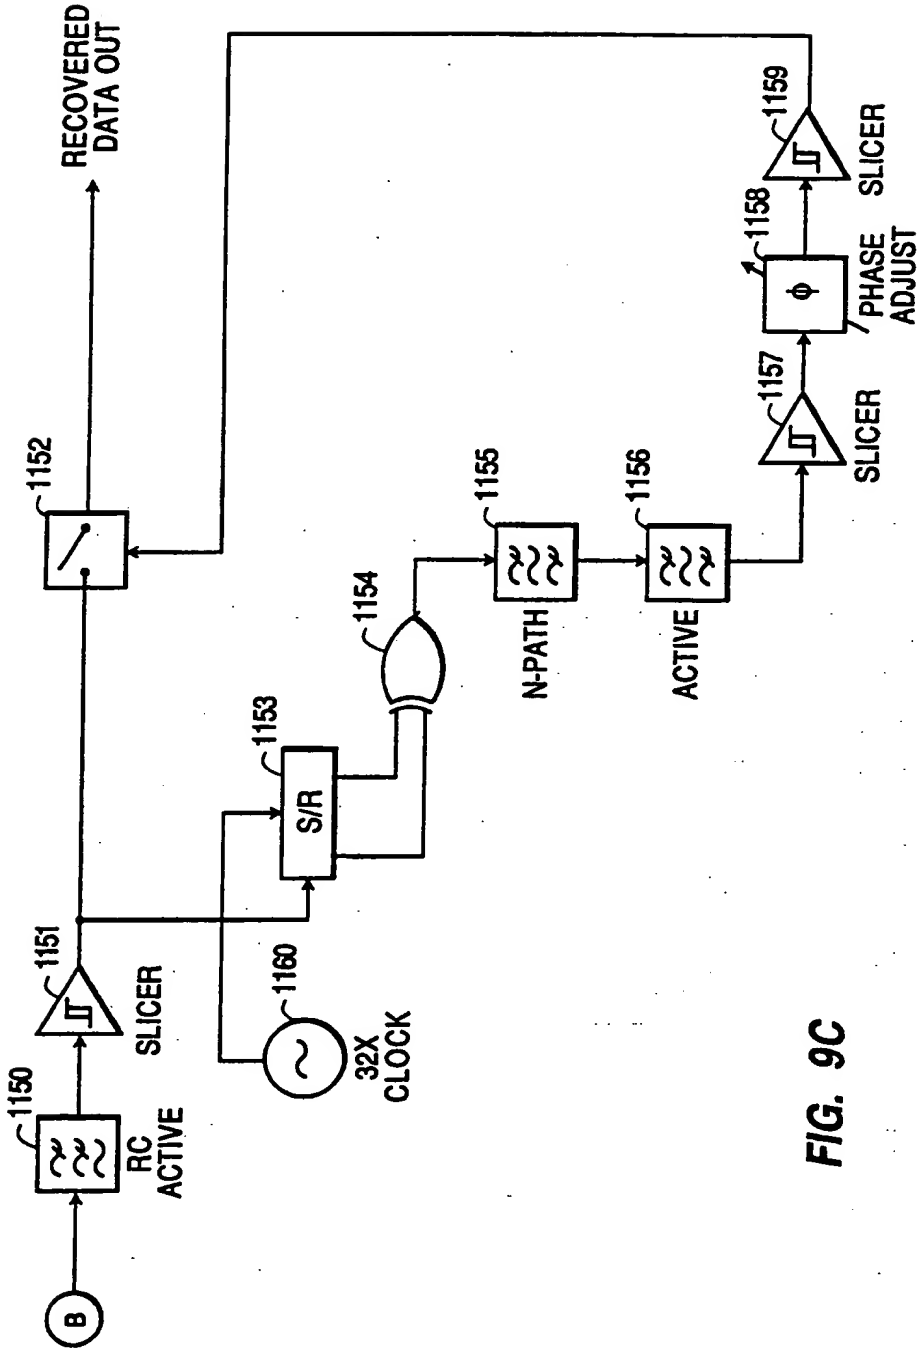 B
1150
RC
ACTIVE
1151
SLICER
1152
RECOVERED
DATA OUT
1160
32X
CLOCK
1153
S/R
1154
1155
N-PATH
1156
ACTIVE
1157
SLICER
1158
ϕ
PHASE
ADJUST
1159
SLICER
FIG. 9C